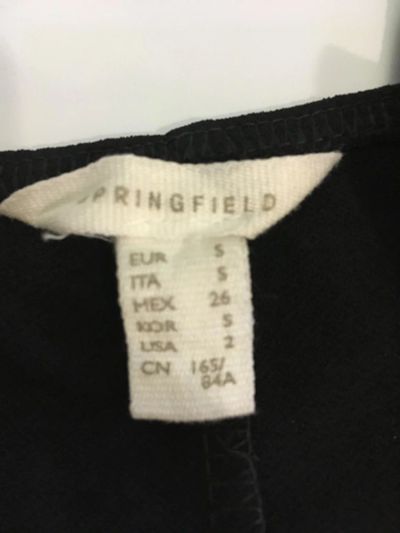 SPRINGFIELD
EUR S
ITA S
MEX 26
KOR S
USA 2
CN 165/
84A